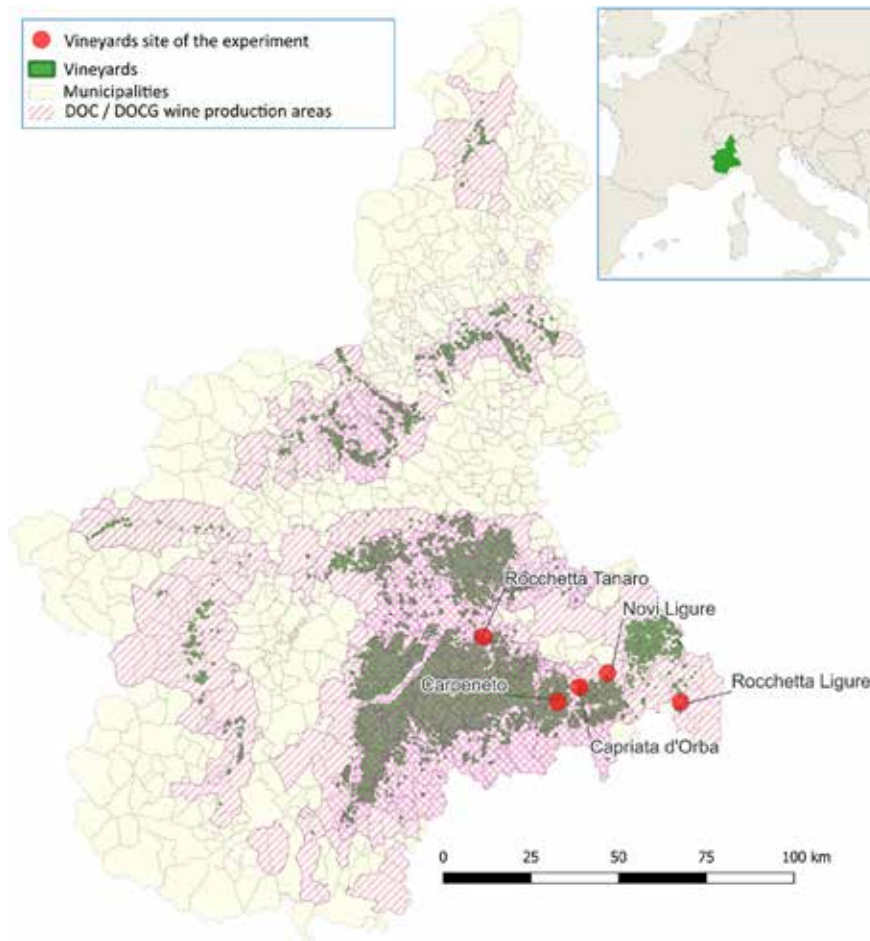 Vineyards site of the experiment
Vineyards
Municipalities
DOC / DOCG wine production areas
Rocchetta Tanaro
Novi Ligure
Carpeneto
Rocchetta Ligure
Capriata d'Orba
0 25 50 75 100 km